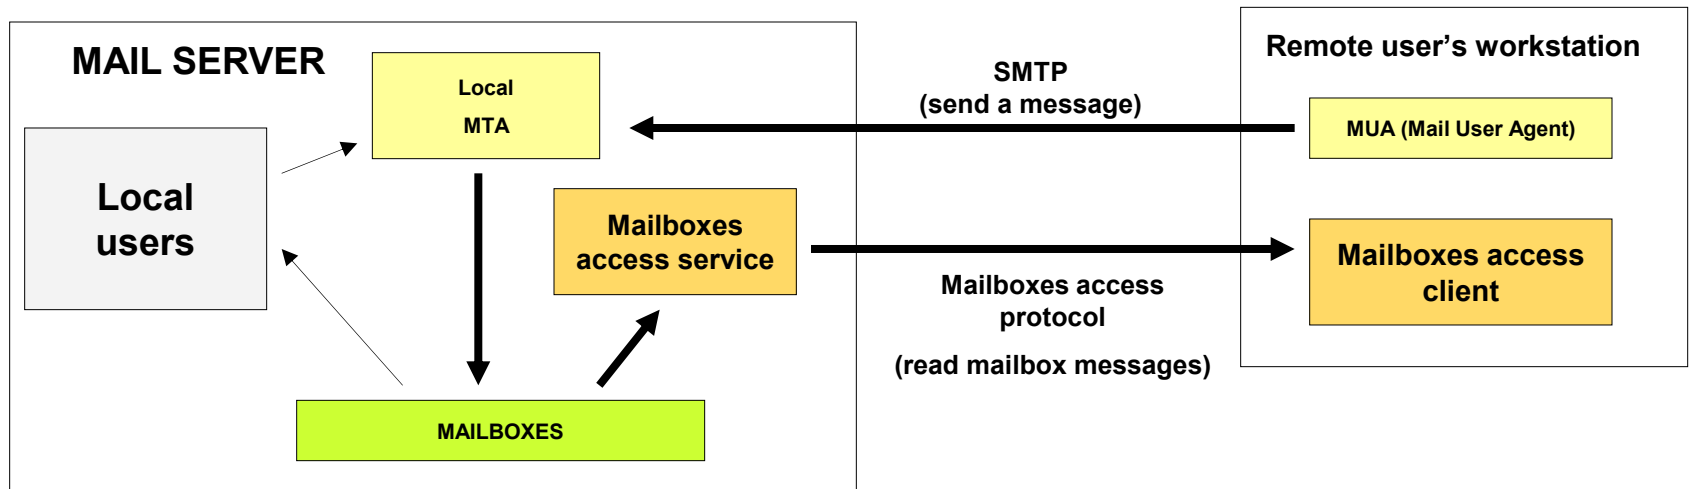 MAIL SERVER
Local
MTA
Local
users
Mailboxes
access service
MAILBOXES
SMTP
(send a message)
Mailboxes access
protocol
(read mailbox messages)
Remote user’s workstation
MUA (Mail User Agent)
Mailboxes access
client